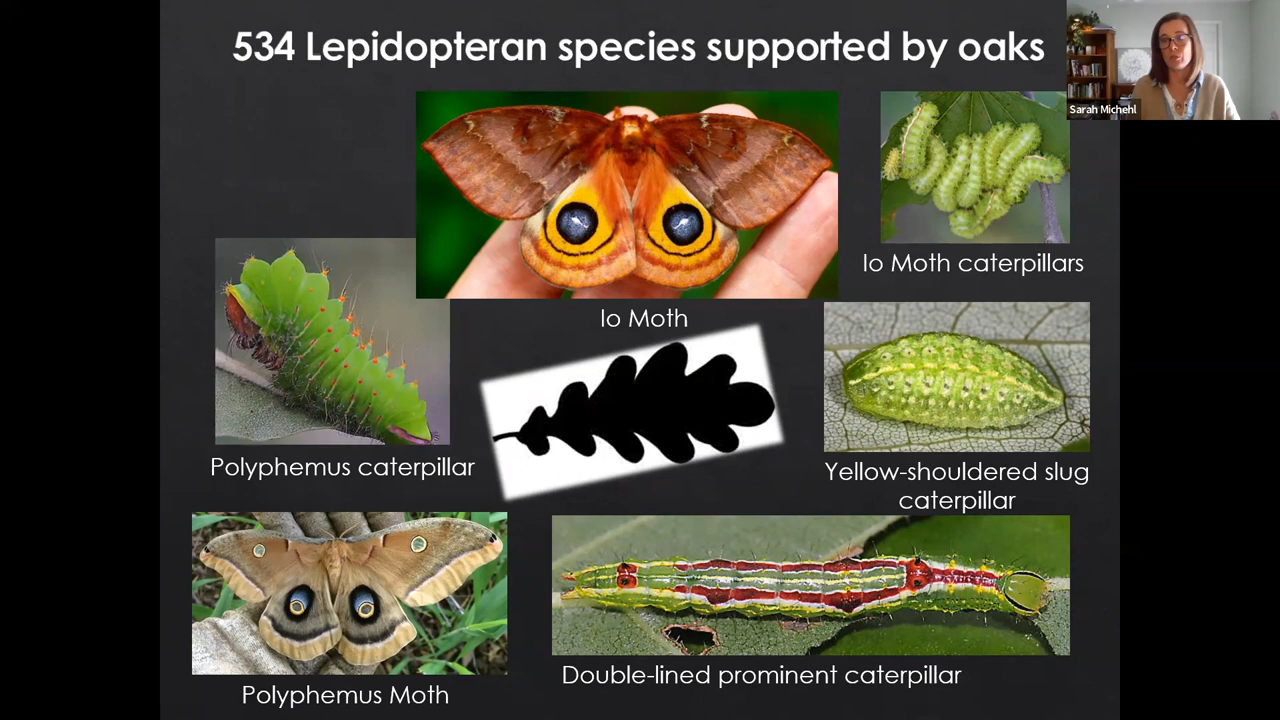 534 Lepidopteran species supported by oaks
Sarah Michehl
Io Moth caterpillars
Io Moth
Polyphemus caterpillar
Yellow-shouldered slug
caterpillar
Double-lined prominent caterpillar
Polyphemus Moth